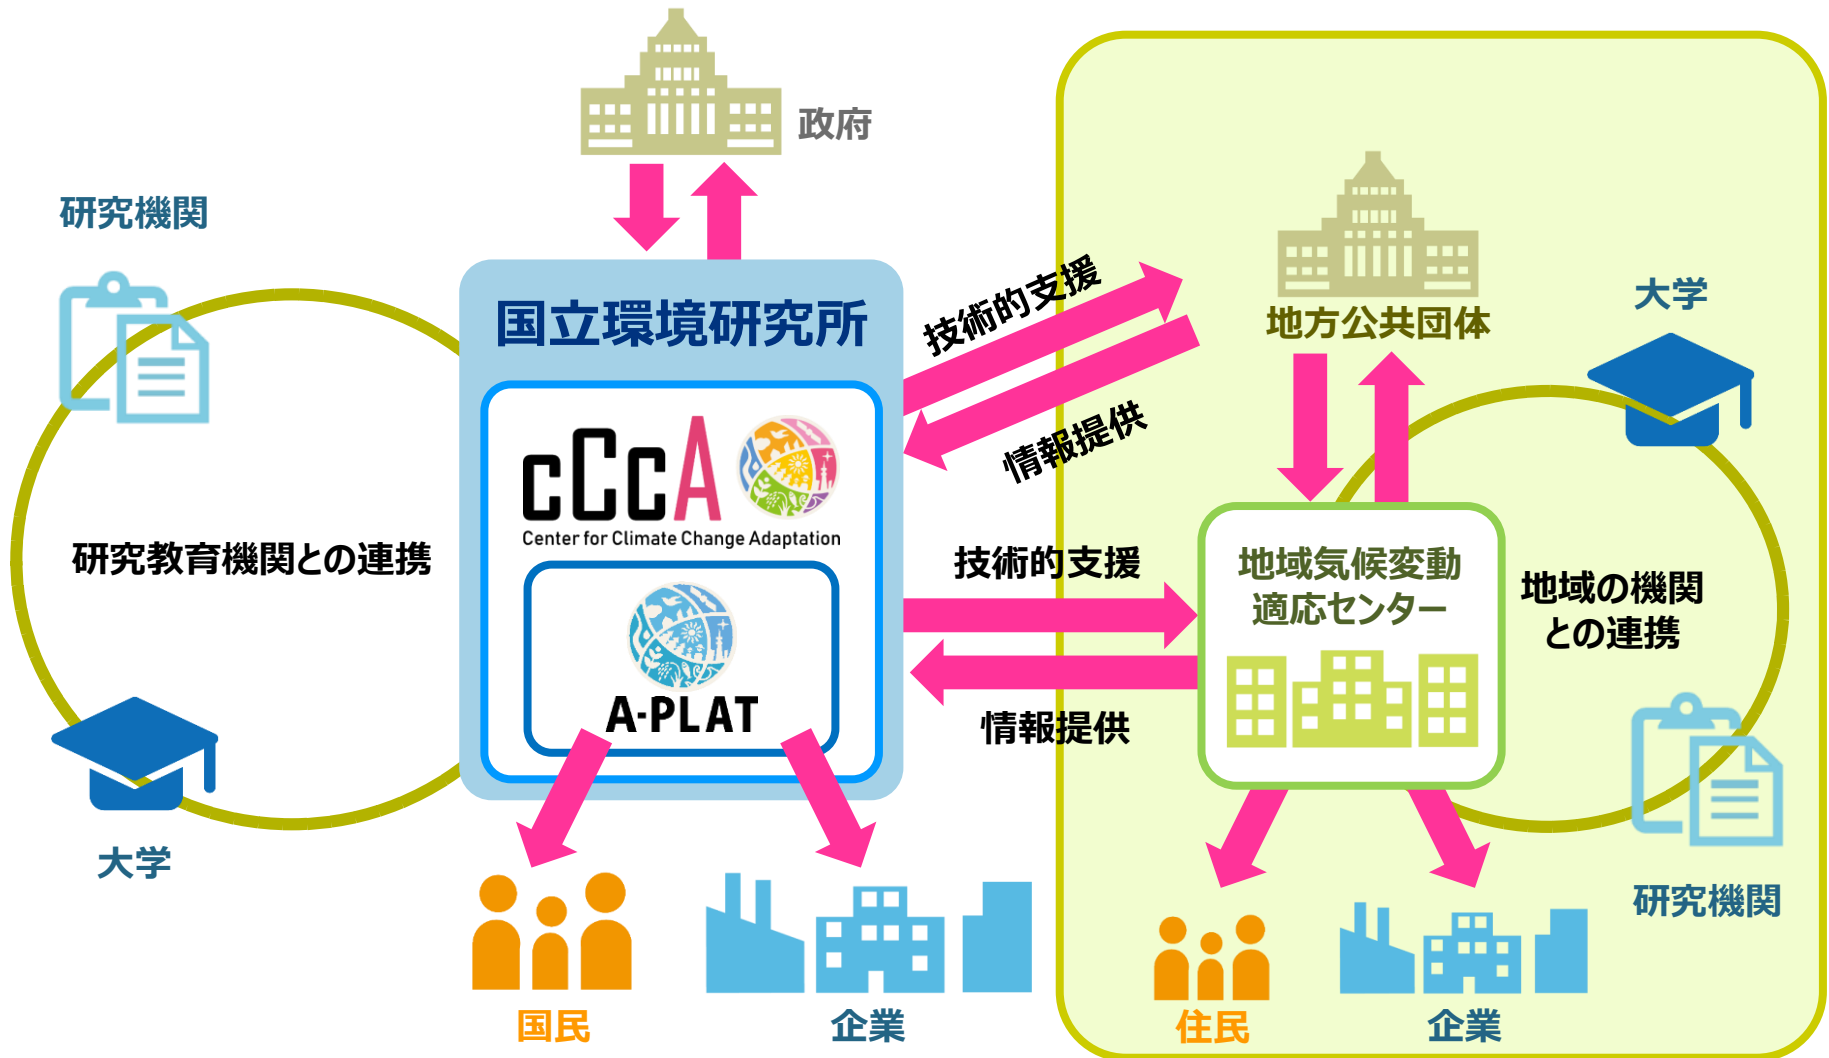 政府
研究機関
国立環境研究所
cCcA
Center for Climate Change Adaptation
A-PLAT
研究教育機関との連携
大学
国民
企業
技術的支援
情報提供
技術的支援
情報提供
地方公共団体
大学
地域気候変動
適応センター
地域の機関
との連携
研究機関
住民
企業